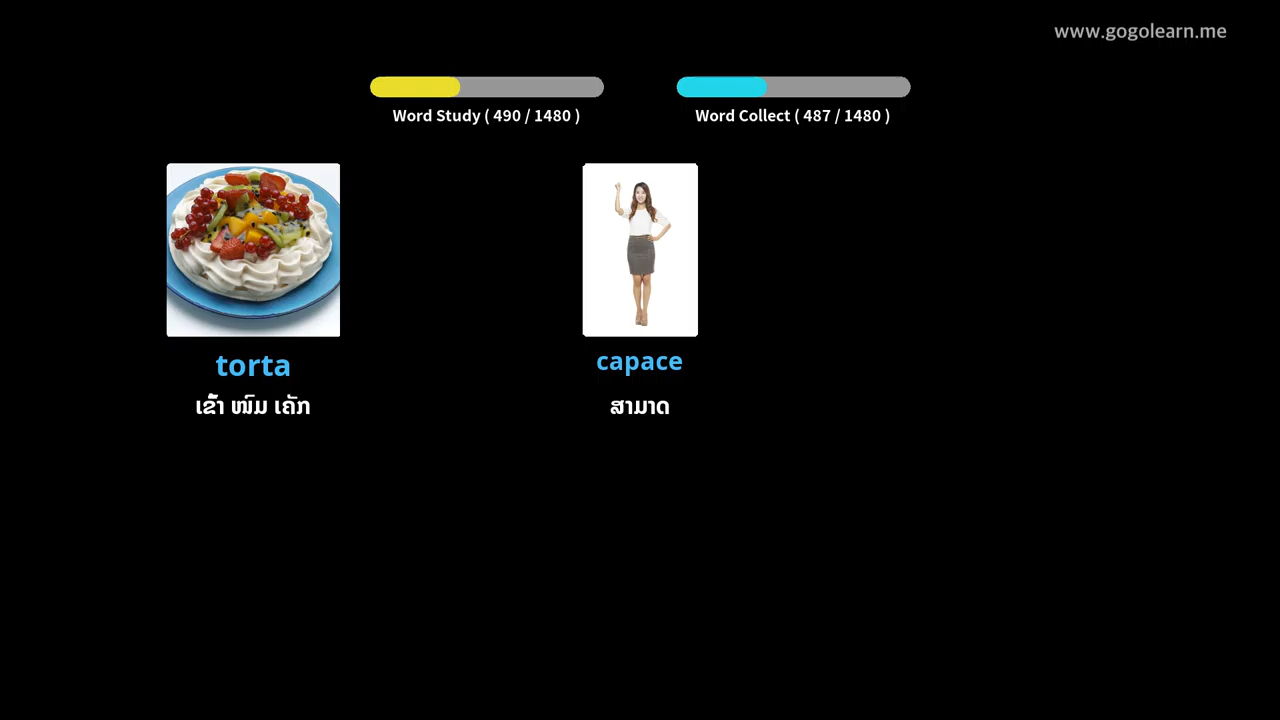 www.gogolearn.me
Word Study ( 490 / 1480 )
Word Collect ( 487 / 1480 )
torta
ເຂົ້າ ໜົມ ເຄັກ
capace
ສາມາດ